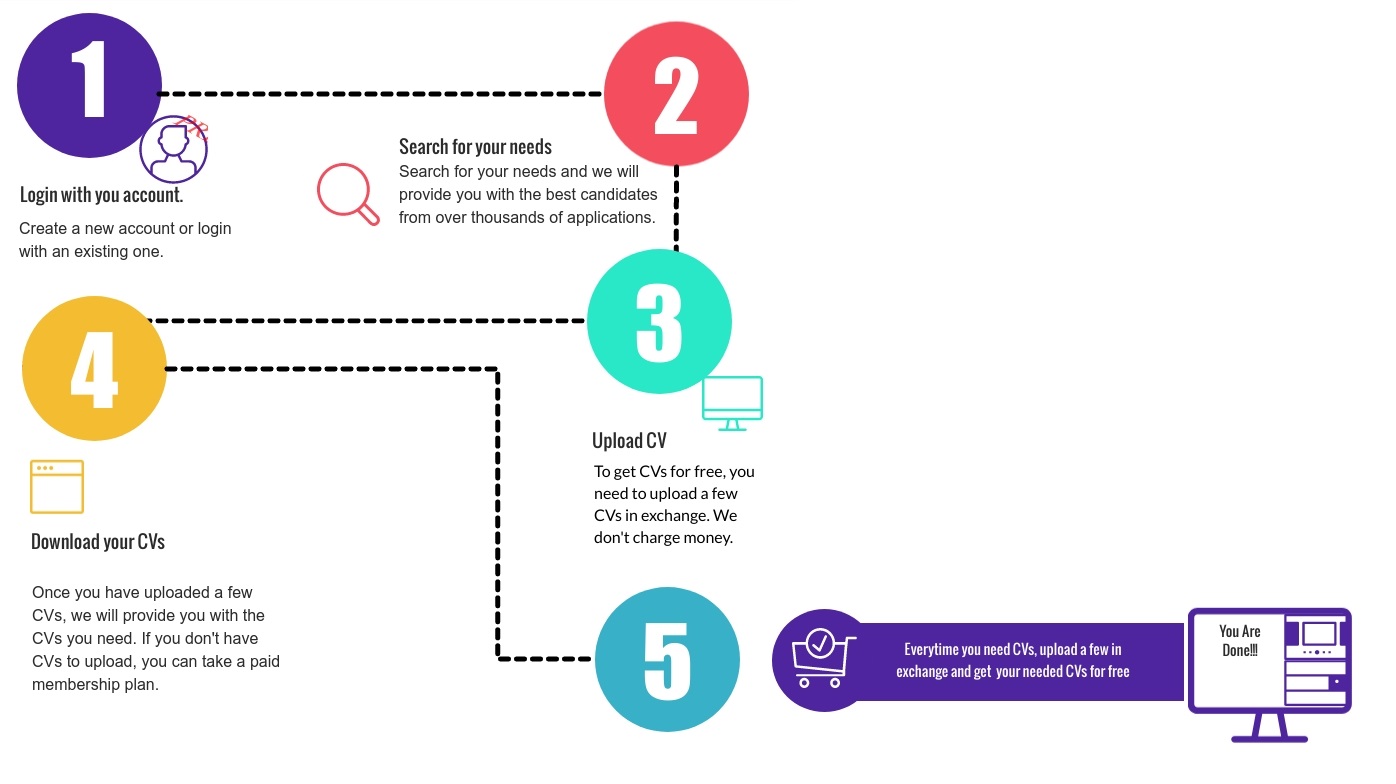 1
Login with you account.
Create a new account or login
with an existing one.
2
Search for your needs
Search for your needs and we will
provide you with the best candidates
from over thousands of applications.
3
Upload CV
To get CVs for free, you
need to upload a few
CVs in exchange. We
don't charge money.
4
Download your CVs
Once you have uploaded a few
CVs, we will provide you with the
CVs you need. If you don't have
CVs to upload, you can take a paid
membership plan.
5
Everytime you need CVs, upload a few in
exchange and get your needed CVs for free
You Are
Done!!!